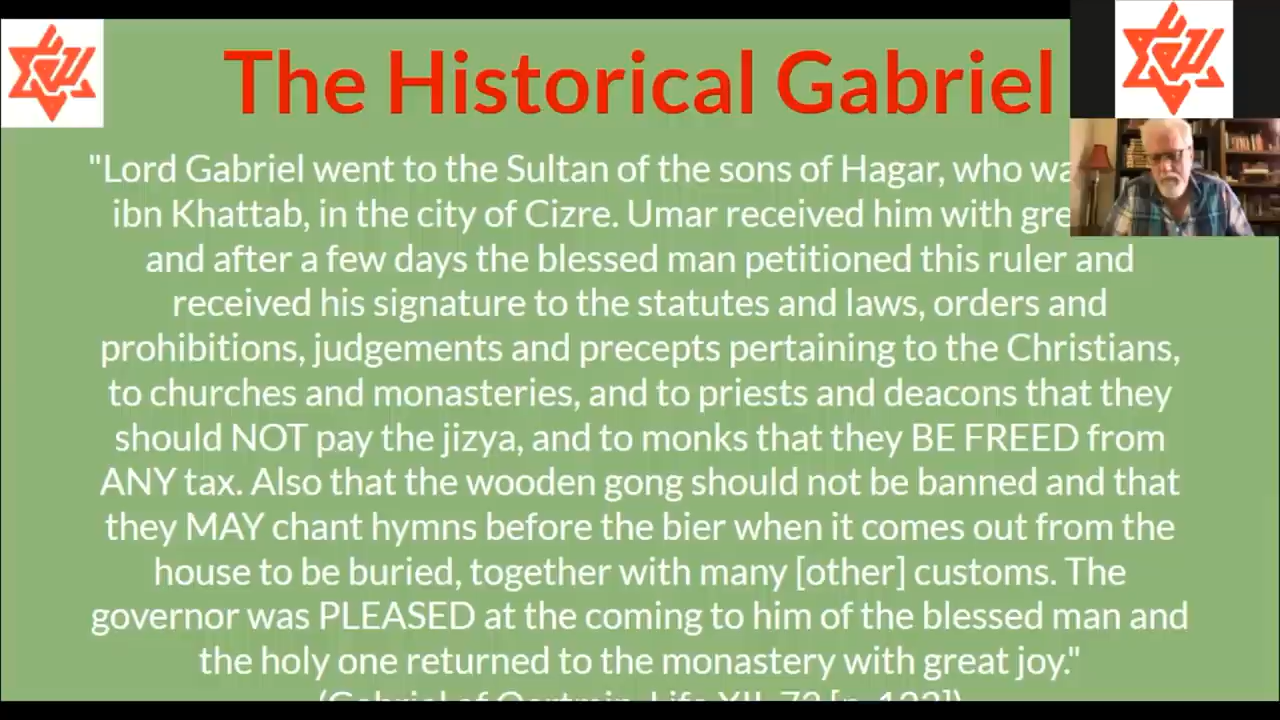 The Historical Gabriel
"Lord Gabriel went to the Sultan of the sons of Hagar, who
ibn Khattab, in the city of Cizre. Umar received him with
and after a few days the blessed man petitioned this ruler and
received his signature to the statutes and laws, orders and
prohibitions, judgements and precepts pertaining to the Christians,
to churches and monasteries, and to priests and deacons that they
should NOT pay the jizya, and to monks that they BE FREED from
ANY tax. Also that the wooden gong should not be banned and that
they MAY chant hymns before the bier when it comes out from the
house to be buried, together with many [other] customs. The
governor was PLEASED at the coming to him of the blessed man and
the holy one returned to the monastery with great joy."